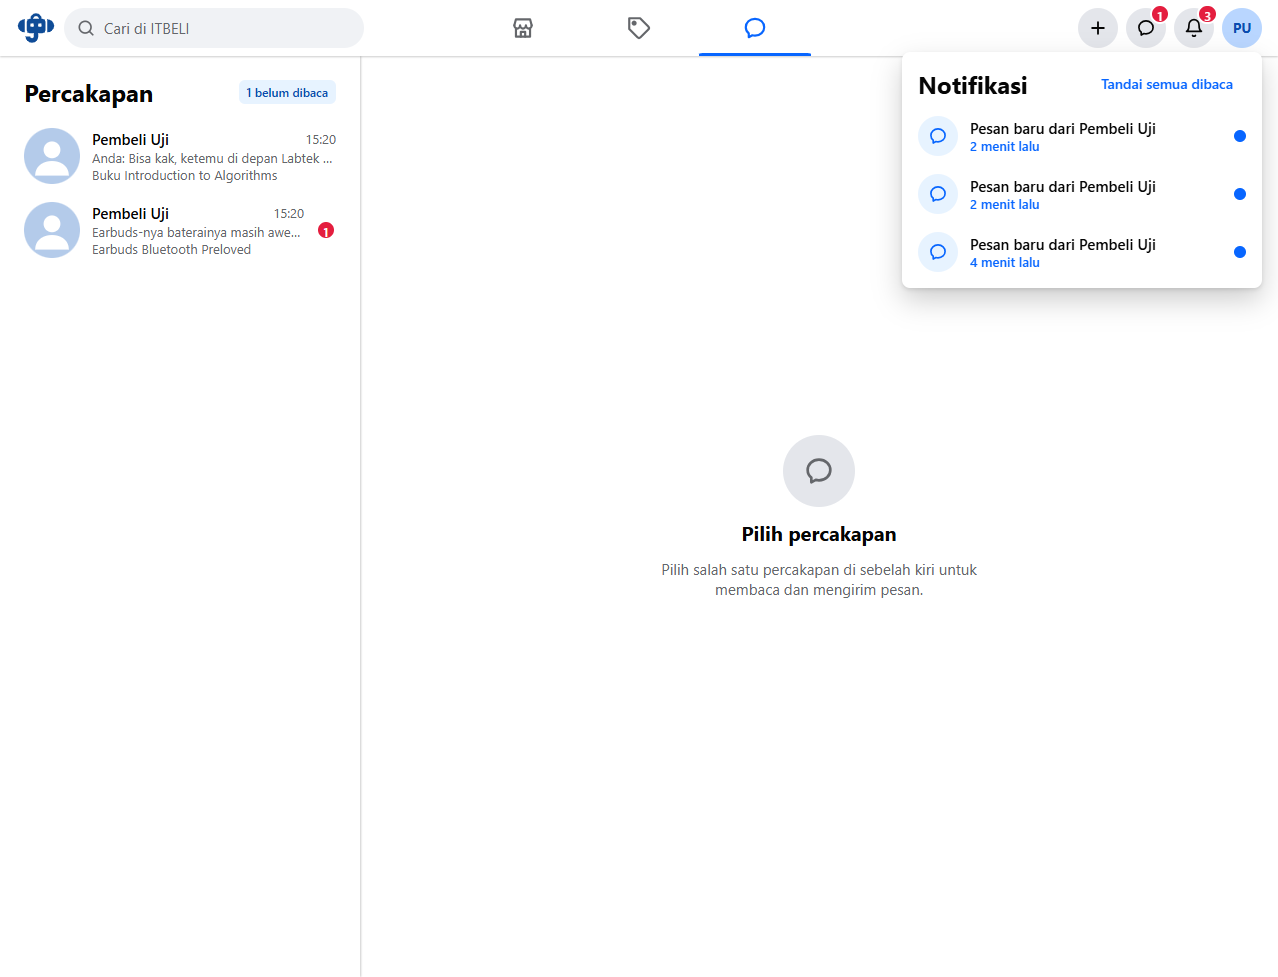 Cari di ITBELI
1
3
PU
Percakapan
1 belum dibaca
Pembeli Uji
15:20
Anda: Bisa kak, ketemu di depan Labtek ...
Buku Introduction to Algorithms
Pembeli Uji
15:20
Earbuds-nya baterainya masih awe...
1
Earbuds Bluetooth Preloved
Notifikasi
Tandai semua dibaca
Pesan baru dari Pembeli Uji
2 menit lalu
Pesan baru dari Pembeli Uji
2 menit lalu
Pesan baru dari Pembeli Uji
4 menit lalu
Pilih percakapan
Pilih salah satu percakapan di sebelah kiri untuk
membaca dan mengirim pesan.